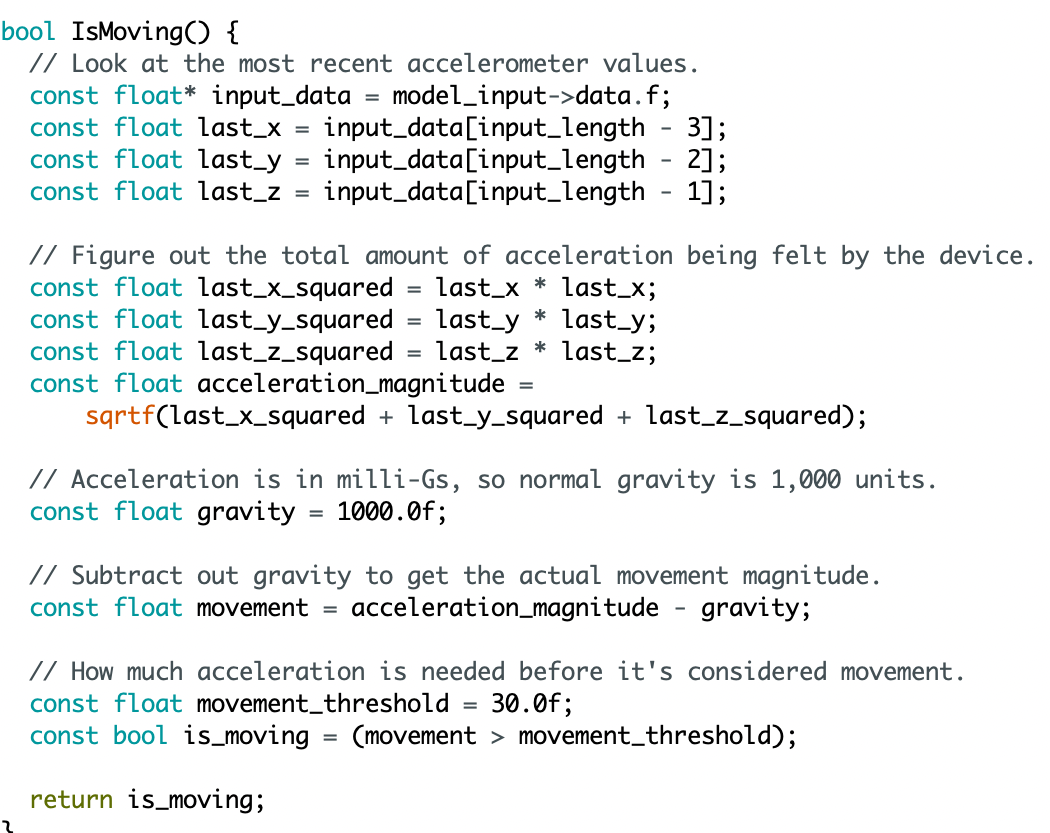 bool IsMoving() {
  // Look at the most recent accelerometer values.
  const float* input_data = model_input->data.f;
  const float last_x = input_data[input_length - 3];
  const float last_y = input_data[input_length - 2];
  const float last_z = input_data[input_length - 1];

  // Figure out the total amount of acceleration being felt by the device.
  const float last_x_squared = last_x * last_x;
  const float last_y_squared = last_y * last_y;
  const float last_z_squared = last_z * last_z;
  const float acceleration_magnitude =
      sqrtf(last_x_squared + last_y_squared + last_z_squared);

  // Acceleration is in milli-Gs, so normal gravity is 1,000 units.
  const float gravity = 1000.0f;

  // Subtract out gravity to get the actual movement magnitude.
  const float movement = acceleration_magnitude - gravity;

  // How much acceleration is needed before it's considered movement.
  const float movement_threshold = 30.0f;
  const bool is_moving = (movement > movement_threshold);

  return is_moving;
}